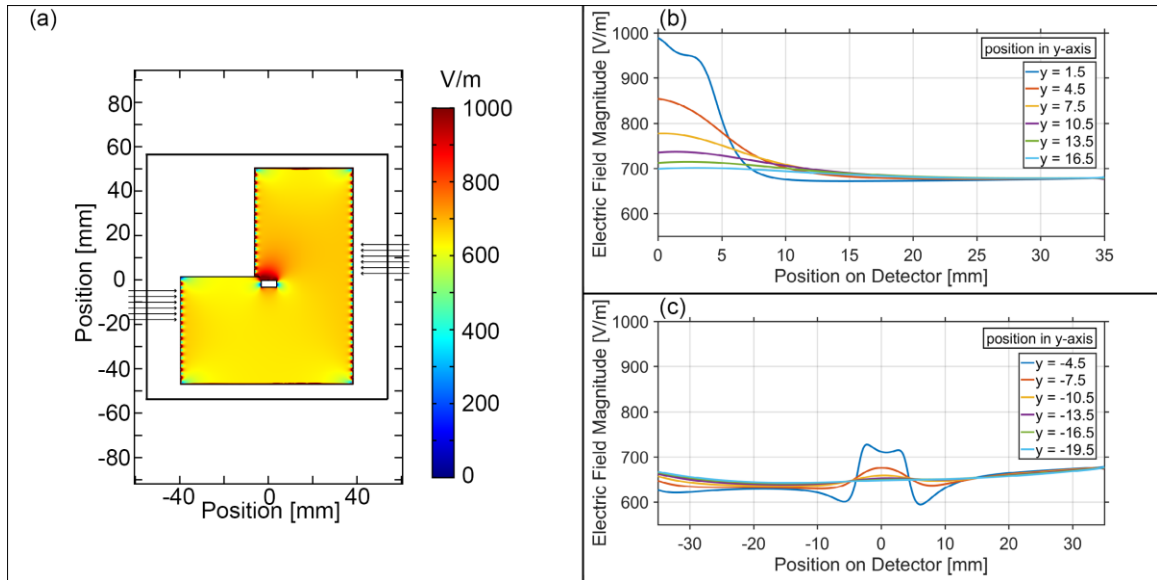 (a)
V/m
Position [mm]
80
60
40
20
0
-20
-40
-60
-80
-40
0
40
Position [mm]
1000
800
600
400
200
0
(b)
Electric Field Magnitude [V/m]
1000
900
800
700
600
0
5
10
15
20
25
30
35
Position on Detector [mm]
position in y-axis
y = 1.5
y = 4.5
y = 7.5
y = 10.5
y = 13.5
y = 16.5
(c)
Electric Field Magnitude [V/m]
1000
900
800
700
600
-30
-20
-10
0
10
20
30
Position on Detector [mm]
position in y-axis
y = -4.5
y = -7.5
y = -10.5
y = -13.5
y = -16.5
y = -19.5